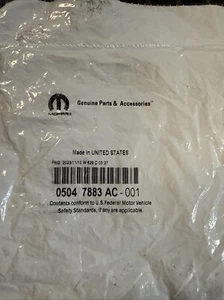 MOPAR
Genuine Parts & Accessories
Made in UNITED STATES
0504 7883 AC-001
Contents conform to U.S Federal Motor Vehicle
Safety Standards, if any are applicable.